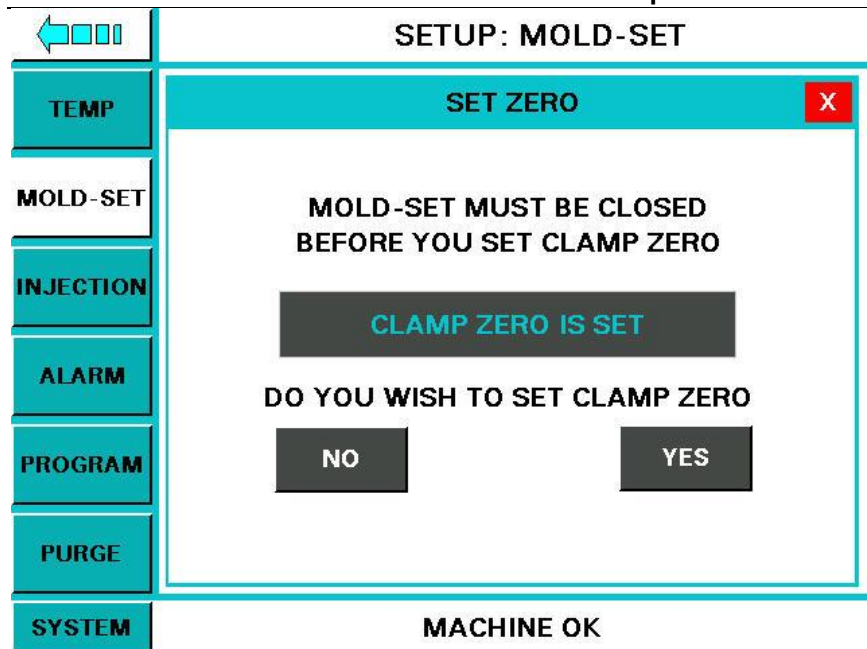 SETUP: MOLD-SET
TEMP
MOLD-SET
INJECTION
ALARM
PROGRAM
PURGE
SYSTEM
SET ZERO
X
MOLD-SET MUST BE CLOSED
BEFORE YOU SET CLAMP ZERO
CLAMP ZERO IS SET
DO YOU WISH TO SET CLAMP ZERO
NO
YES
MACHINE OK